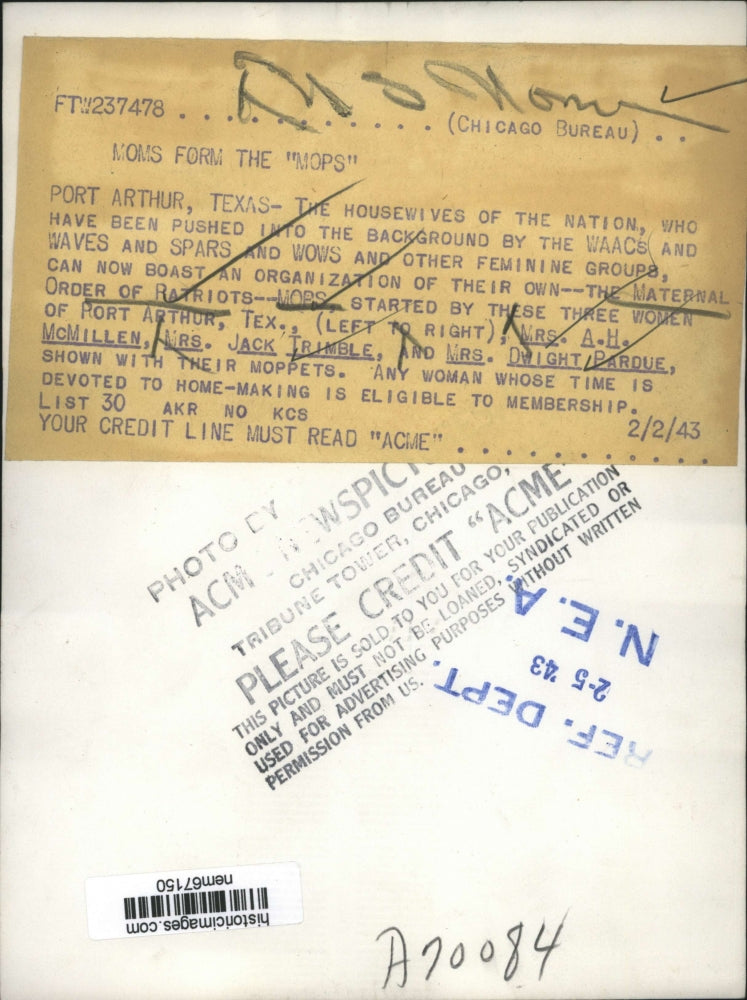 FTW237478 . . . . . . . . . . . . . (CHICAGO BUREAU) . .
MOMS FORM THE "MOPS"
PORT ARTHUR, TEXAS- THE HOUSEWIVES OF THE NATION, WHO
HAVE BEEN PUSHED INTO THE BACKGROUND BY THE WAACS AND
WAVES AND SPARS AND WOWS AND OTHER FEMININE GROUPS,
CAN NOW BOAST AN ORGANIZATION OF THEIR OWN--THE MATERNAL
ORDER OF PATRIOTS--MOPS, STARTED BY THESE THREE WOMEN
OF PORT ARTHUR, TEX., (LEFT TO RIGHT), MRS. A.H.
MCMILLEN, MRS. JACK TRIMBLE, AND MRS. DWIGHT PARDUE,
SHOWN WITH THEIR MOPPETS. ANY WOMAN WHOSE TIME IS
DEVOTED TO HOME-MAKING IS ELIGIBLE TO MEMBERSHIP.
LIST 30 AKR NO KCS 2/2/43
YOUR CREDIT LINE MUST READ "ACME" . . . . . . . . . . .
PHOTO BY
CHICAGO BUREAU
TRIBUNE TOWER, CHICAGO,
PLEASE CREDIT "ACME"
THIS PICTURE IS SOLD TO YOU FOR YOUR PUBLICATION
ONLY AND MUST NOT BE LOANED, SYNDICATED OR
USED FOR ADVERTISING PURPOSES WITHOUT WRITTEN
PERMISSION FROM US.
REF. DEPT.
2-5 '43
N.E.A.
historicimages.com
nem67150
A70084